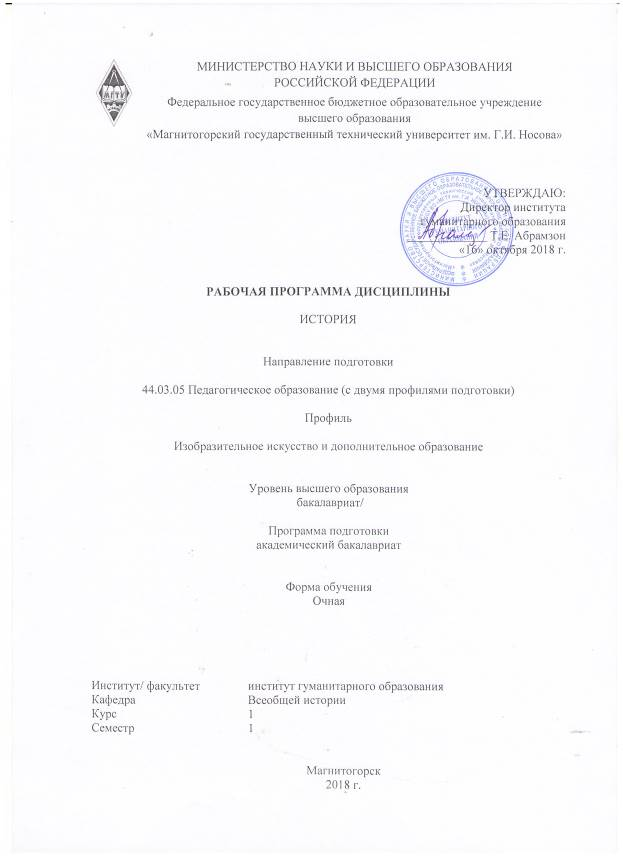 МИНИСТЕРСТВО НАУКИ И ВЫСШЕГО ОБРАЗОВАНИЯ
РОССИЙСКОЙ ФЕДЕРАЦИИ
Федеральное государственное бюджетное образовательное учреждение
высшего образования
«Магнитогорский государственный технический университет им. Г.И. Носова»
МГТУ
УТВЕРЖДАЮ:
Директор института
гуманитарного образования
Т.Е. Абрамзон
«16» октября 2018 г.
РАБОЧАЯ ПРОГРАММА ДИСЦИПЛИНЫ
ИСТОРИЯ
Направление подготовки
44.03.05 Педагогическое образование (с двумя профилями подготовки)
Профиль
Изобразительное искусство и дополнительное образование
Уровень высшего образования
бакалавриат/
Программа подготовки
академический бакалавриат
Форма обучения
Очная
Институт/ факультет институт гуманитарного образования
Кафедра Всеобщей истории
Курс 1
Семестр 1
Магнитогорск
2018 г.